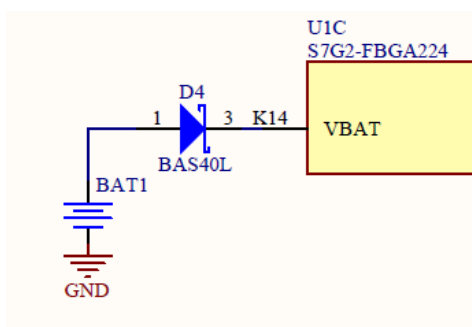 U1C
S7G2-FBGA224
D4
1
3
K14
VBAT
BAS40L
BAT1
GND